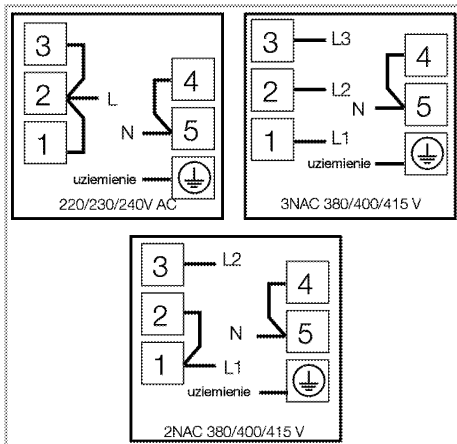 3
2
1
L
N
4
5
uziemienie
220/230/240V AC
3 L3
2 L2
1 L1
N
4
5
uziemienie
3NAC 380/400/415 V
3 L2
2
1 L1
N
4
5
uziemienie
2NAC 380/400/415 V